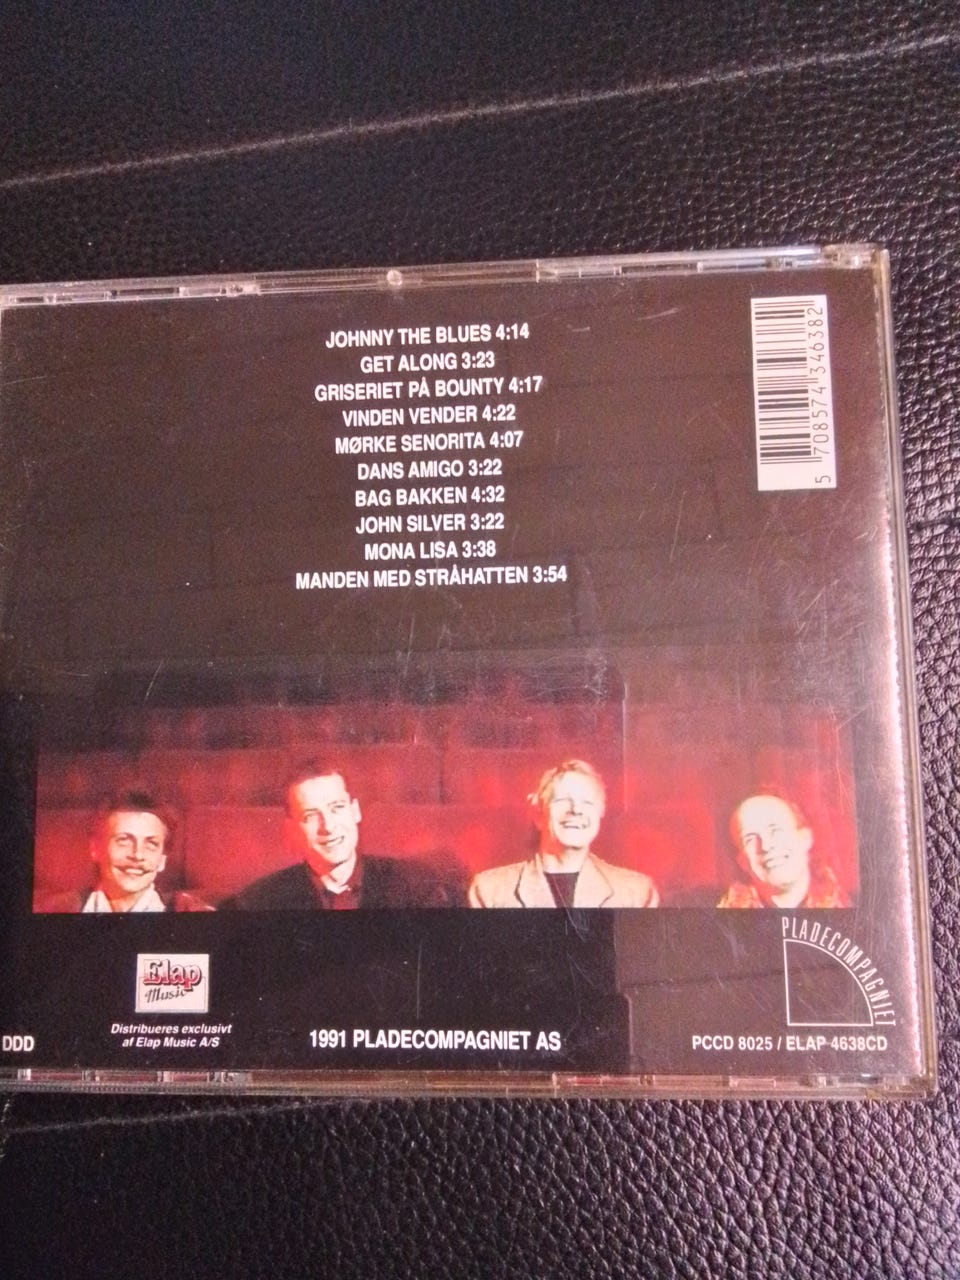 JOHNNY THE BLUES 4:14
GET ALONG 3:23
GRISERIET PÅ BOUNTY 4:17
VINDEN VENDER 4:22
MØRKE SENORITA 4:07
DANS AMIGO 3:22
BAG BAKKEN 4:32
JOHN SILVER 3:22
MONA LISA 3:38
MANDEN MED STRÅHATTEN 3:54
5 708574 346382
Elap
Music
Distribueres exclusivt
af Elap Music A/S
DDD
1991 PLADECOMPAGNIET AS
PLADECOMPAGNIET
PCCD 8025 / ELAP 4638CD